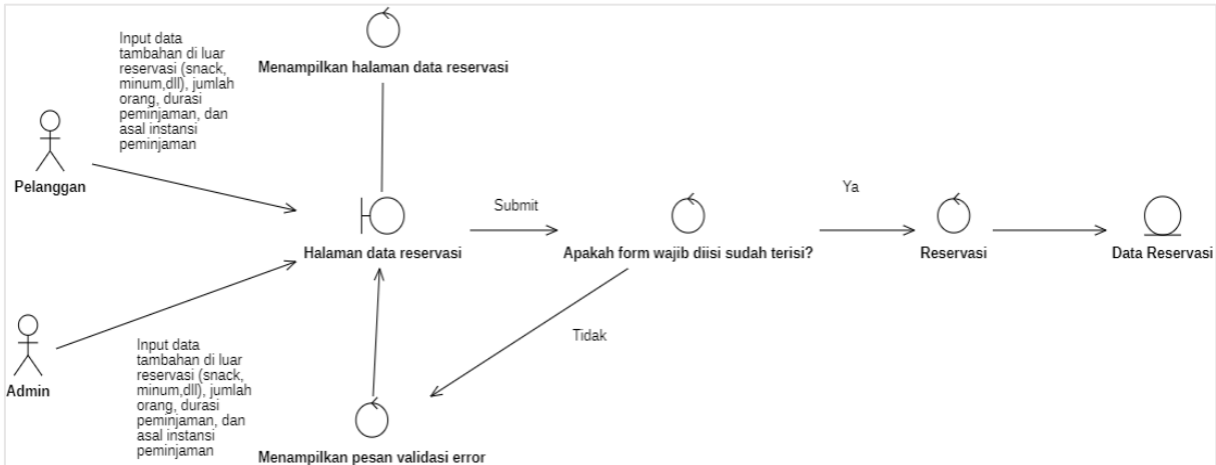 Input data
tambahan di luar
reservasi (snack,
minum,dll), jumlah
orang, durasi
peminjaman, dan
asal instansi
peminjaman
Menampilkan halaman data reservasi
Pelanggan
Halaman data reservasi
Submit
Apakah form wajib diisi sudah terisi?
Ya
Reservasi
Data Reservasi
Tidak
Admin
Input data
tambahan di luar
reservasi (snack,
minum,dll), jumlah
orang, durasi
peminjaman, dan
asal instansi
peminjaman
Menampilkan pesan validasi error